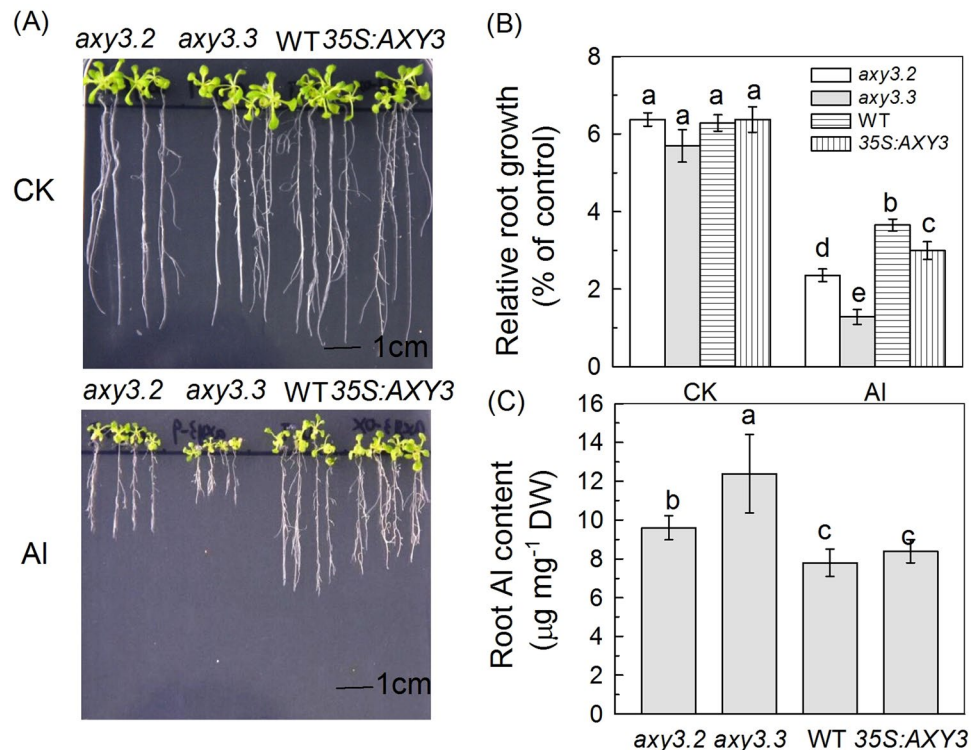 (A)
axy3.2 axy3.3 WT 35S:AXY3
CK
1cm
axy3.2 axy3.3 WT 35S:AXY3
Al
1cm
(B)
Relative root growth
(% of control)
8
6
4
2
0
a a a a
d e b c
axy3.2
axy3.3
WT
35S:AXY3
CK Al
(C)
Root Al content
(μg mg-1 DW)
16
14
12
10
8
6
4
2
0
b a c c
axy3.2 axy3.3 WT 35S:AXY3